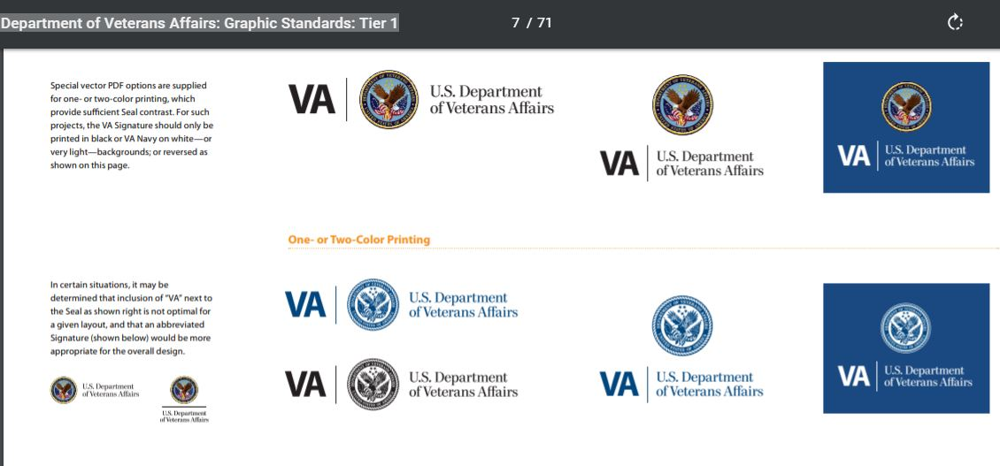 Department of Veterans Affairs: Graphic Standards: Tier 1
7 / 71
Special vector PDF options are supplied
for one- or two-color printing, which
provide sufficient Seal contrast. For such
projects, the VA Signature should only be
printed in black or VA Navy on white—or
very light—backgrounds; or reversed as
shown on this page.
VA
U.S. Department
of Veterans Affairs
VA
U.S. Department
of Veterans Affairs
VA
U.S. Department
of Veterans Affairs
One- or Two-Color Printing
In certain situations, it may be
determined that inclusion of "VA" next to
the Seal as shown right is not optimal for
a given layout, and that an abbreviated
Signature (shown below) would be more
appropriate for the overall design.
U.S. Department
of Veterans Affairs
U.S. Department
of Veterans Affairs
VA
U.S. Department
of Veterans Affairs
VA
U.S. Department
of Veterans Affairs
VA
U.S. Department
of Veterans Affairs
VA
U.S. Department
of Veterans Affairs